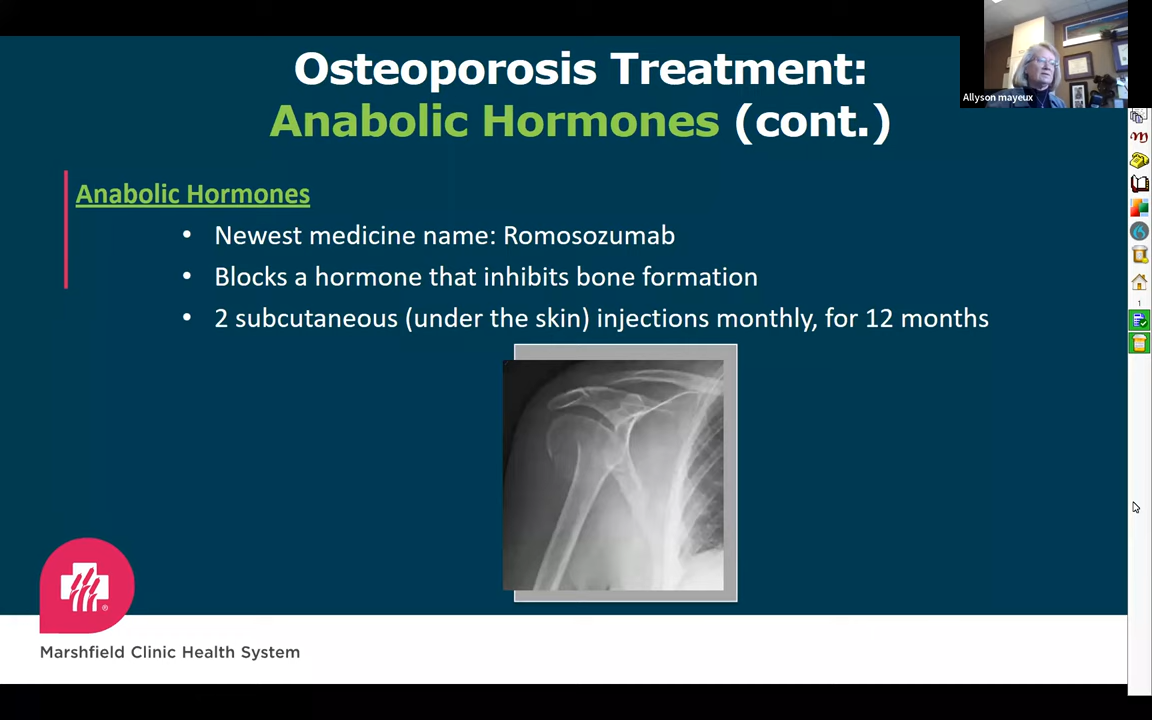 Osteoporosis Treatment:
Anabolic Hormones (cont.)
Allyson mayeux
Anabolic Hormones
• Newest medicine name: Romosozumab
• Blocks a hormone that inhibits bone formation
• 2 subcutaneous (under the skin) injections monthly, for 12 months
1
®
Marshfield Clinic Health System